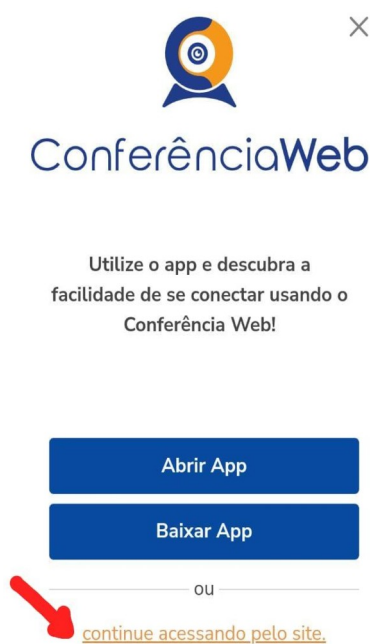 ConferênciaWeb
Utilize o app e descubra a
facilidade de se conectar usando o
Conferência Web!
Abrir App
Baixar App
ou
continue acessando pelo site.